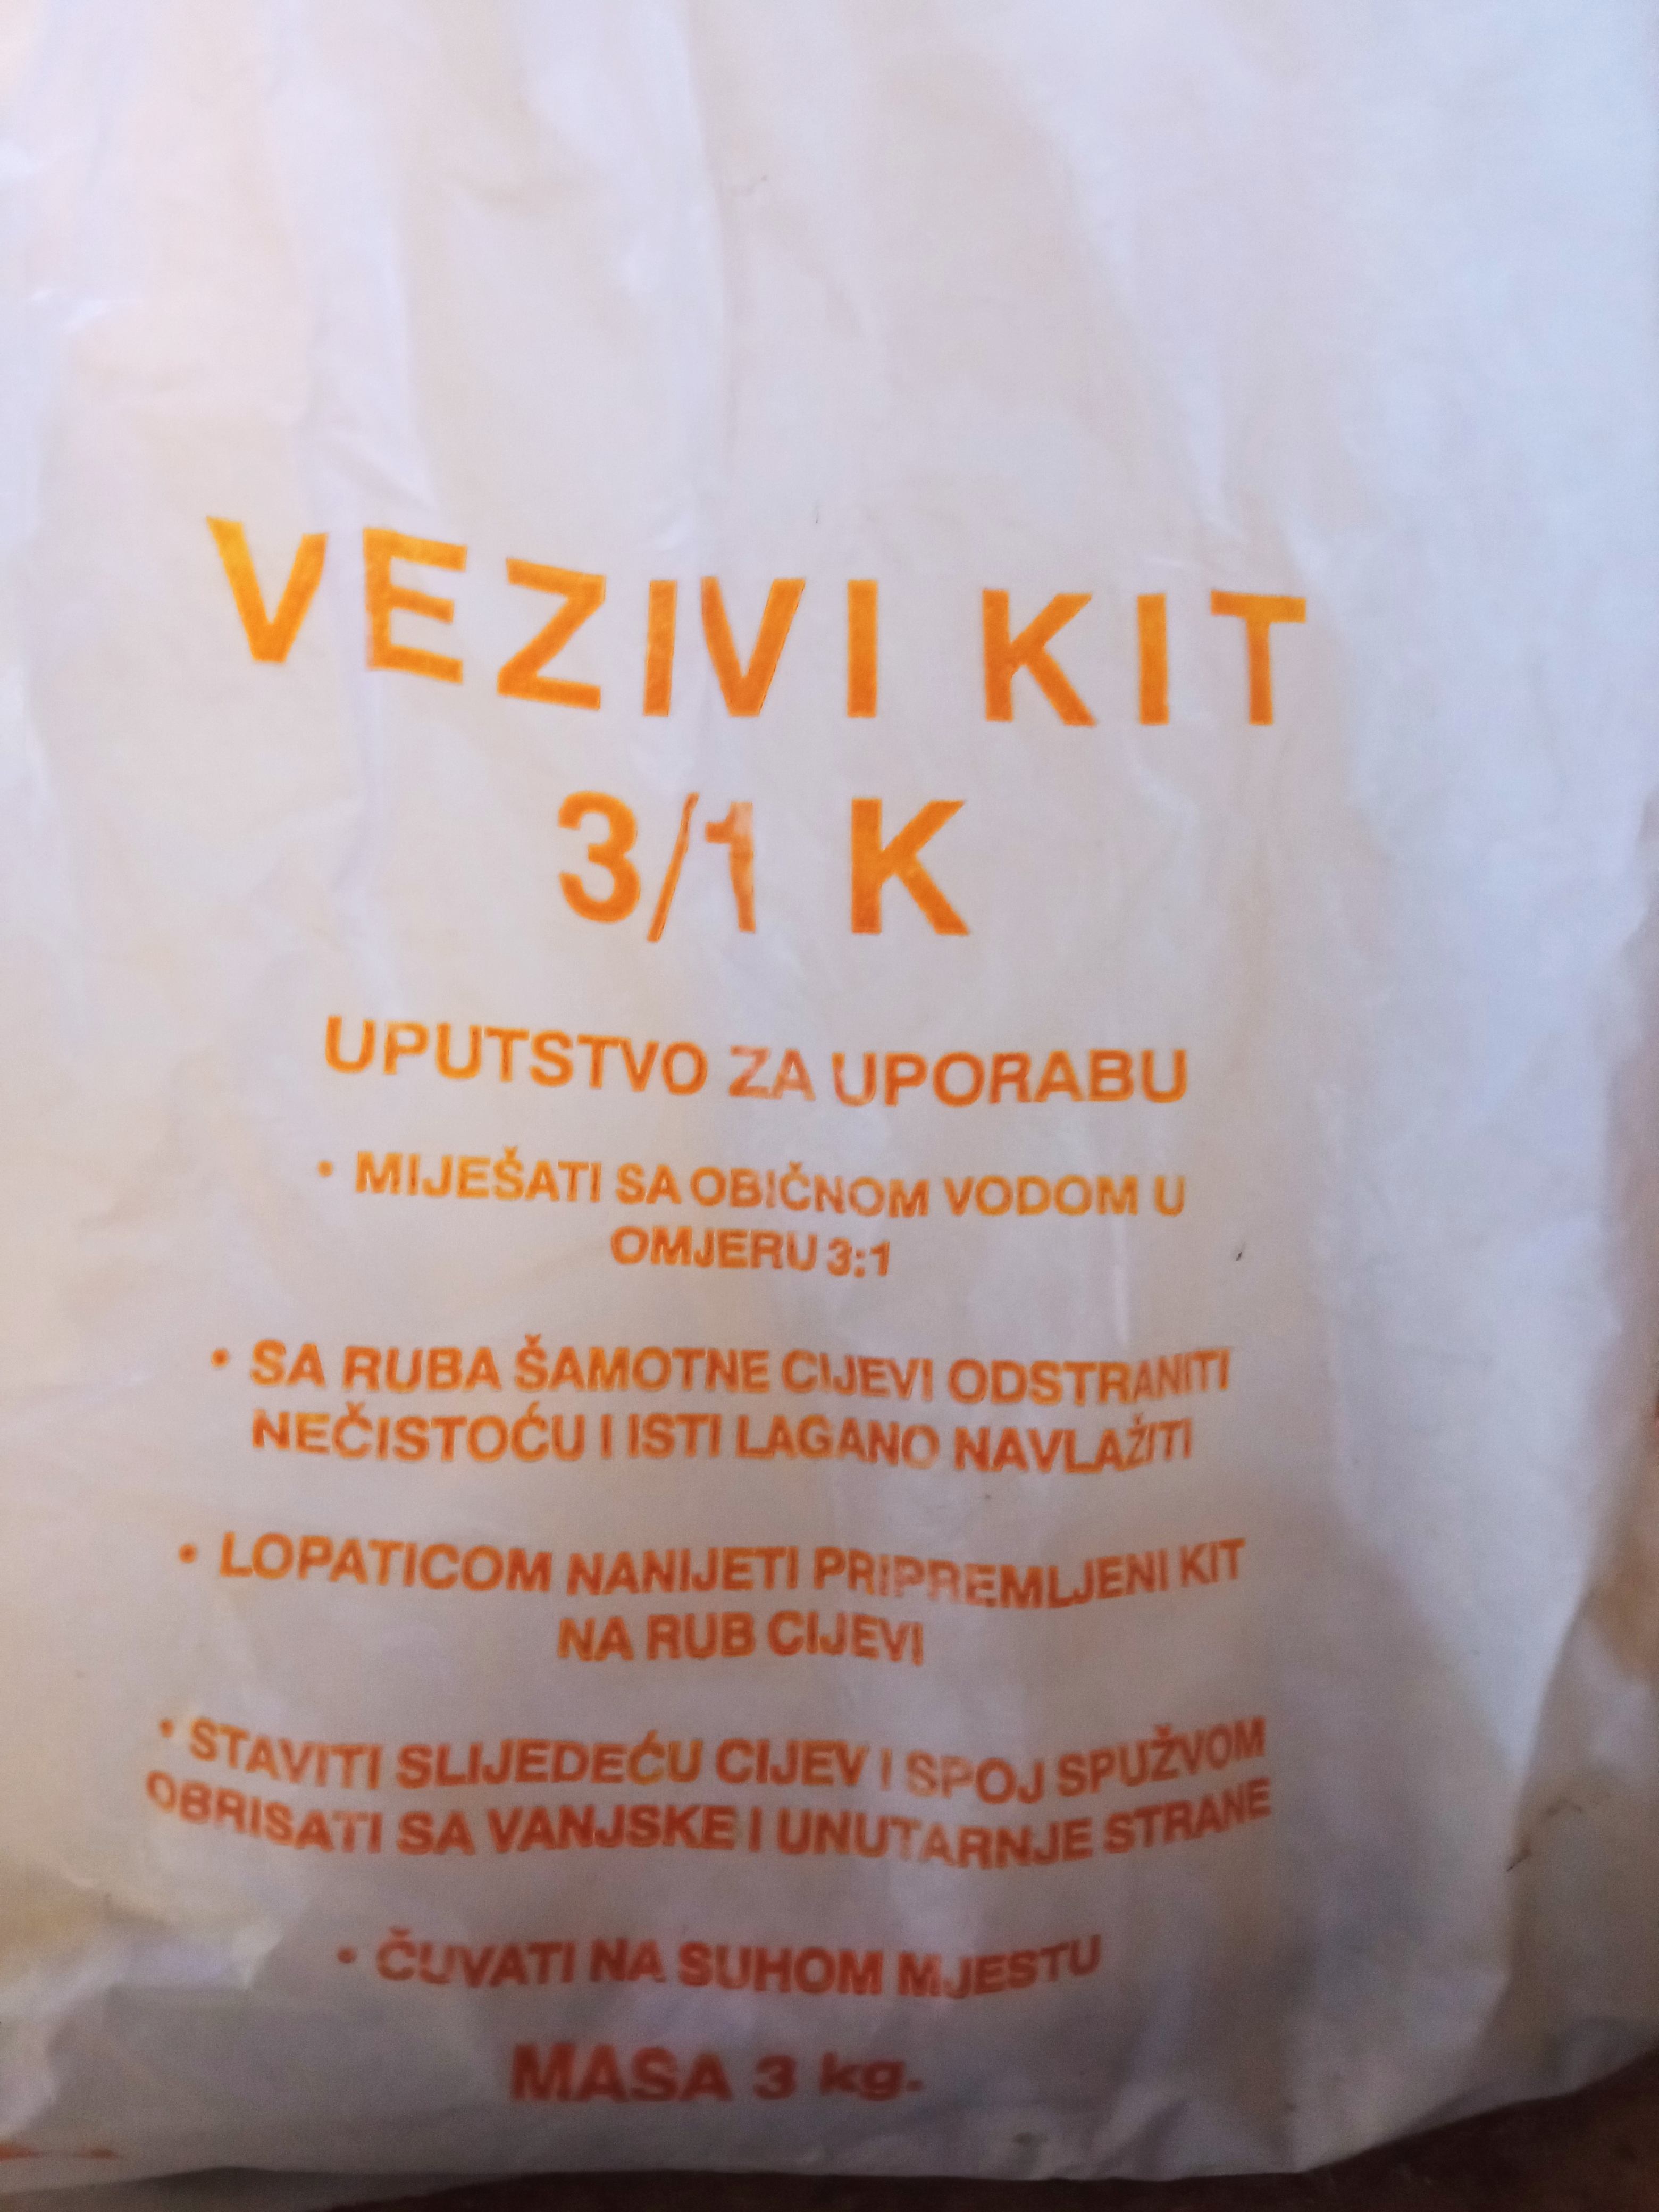 VEZIVI KIT
3/1 K
UPUTSTVO ZA UPORABU
• MIJEŠATI SA OBIČNOM VODOM U
OMJERU 3:1
• SA RUBA ŠAMOTNE CIJEVI ODSTRANITI
NEČISTOĆU I ISTI LAGANO NAVLAŽITI
• LOPATICOM NANIJETI PRIPREMLJENI KIT
NA RUB CIJEVI
• STAVITI SLIJEDEĆU CIJEV I SPOJ SPUŽVOM
OBRISATI SA VANJSKE I UNUTARNJE STRANE
• ČUVATI NA SUHOM MJESTU
MASA 3 kg.